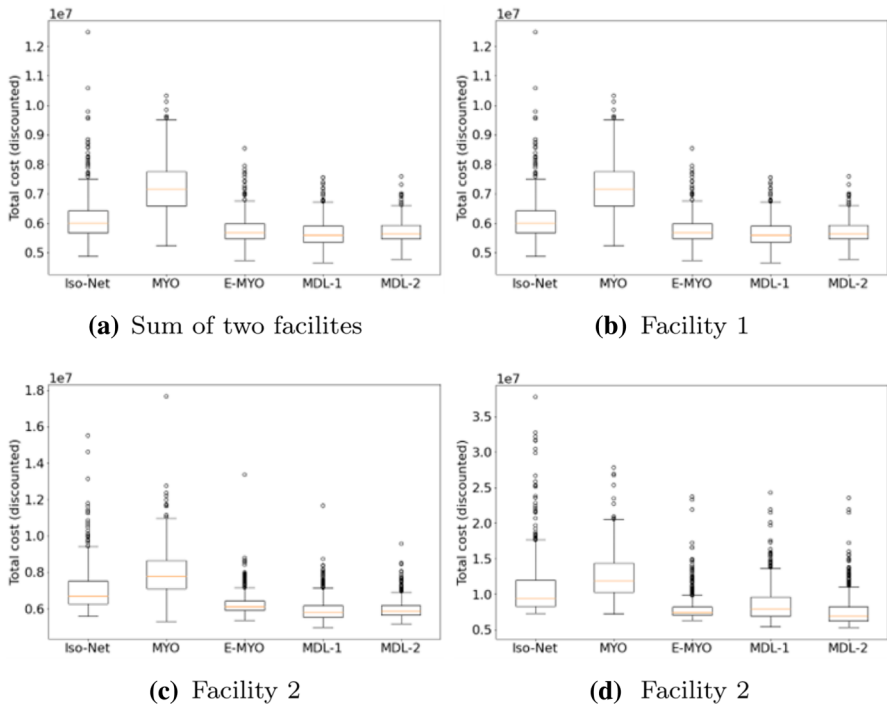 1e7
1.2
1.1
1.0
0.9
0.8
0.7
0.6
0.5
Total cost (discounted)
Iso-Net MYO E-MYO MDL-1 MDL-2
(a) Sum of two facilites
1e7
1.2
1.1
1.0
0.9
0.8
0.7
0.6
0.5
Total cost (discounted)
Iso-Net MYO E-MYO MDL-1 MDL-2
(b) Facility 1
1e7
1.8
1.6
1.4
1.2
1.0
0.8
0.6
Total cost (discounted)
Iso-Net MYO E-MYO MDL-1 MDL-2
(c) Facility 2
1e7
3.5
3.0
2.5
2.0
1.5
1.0
0.5
Total cost (discounted)
Iso-Net MYO E-MYO MDL-1 MDL-2
(d) Facility 2